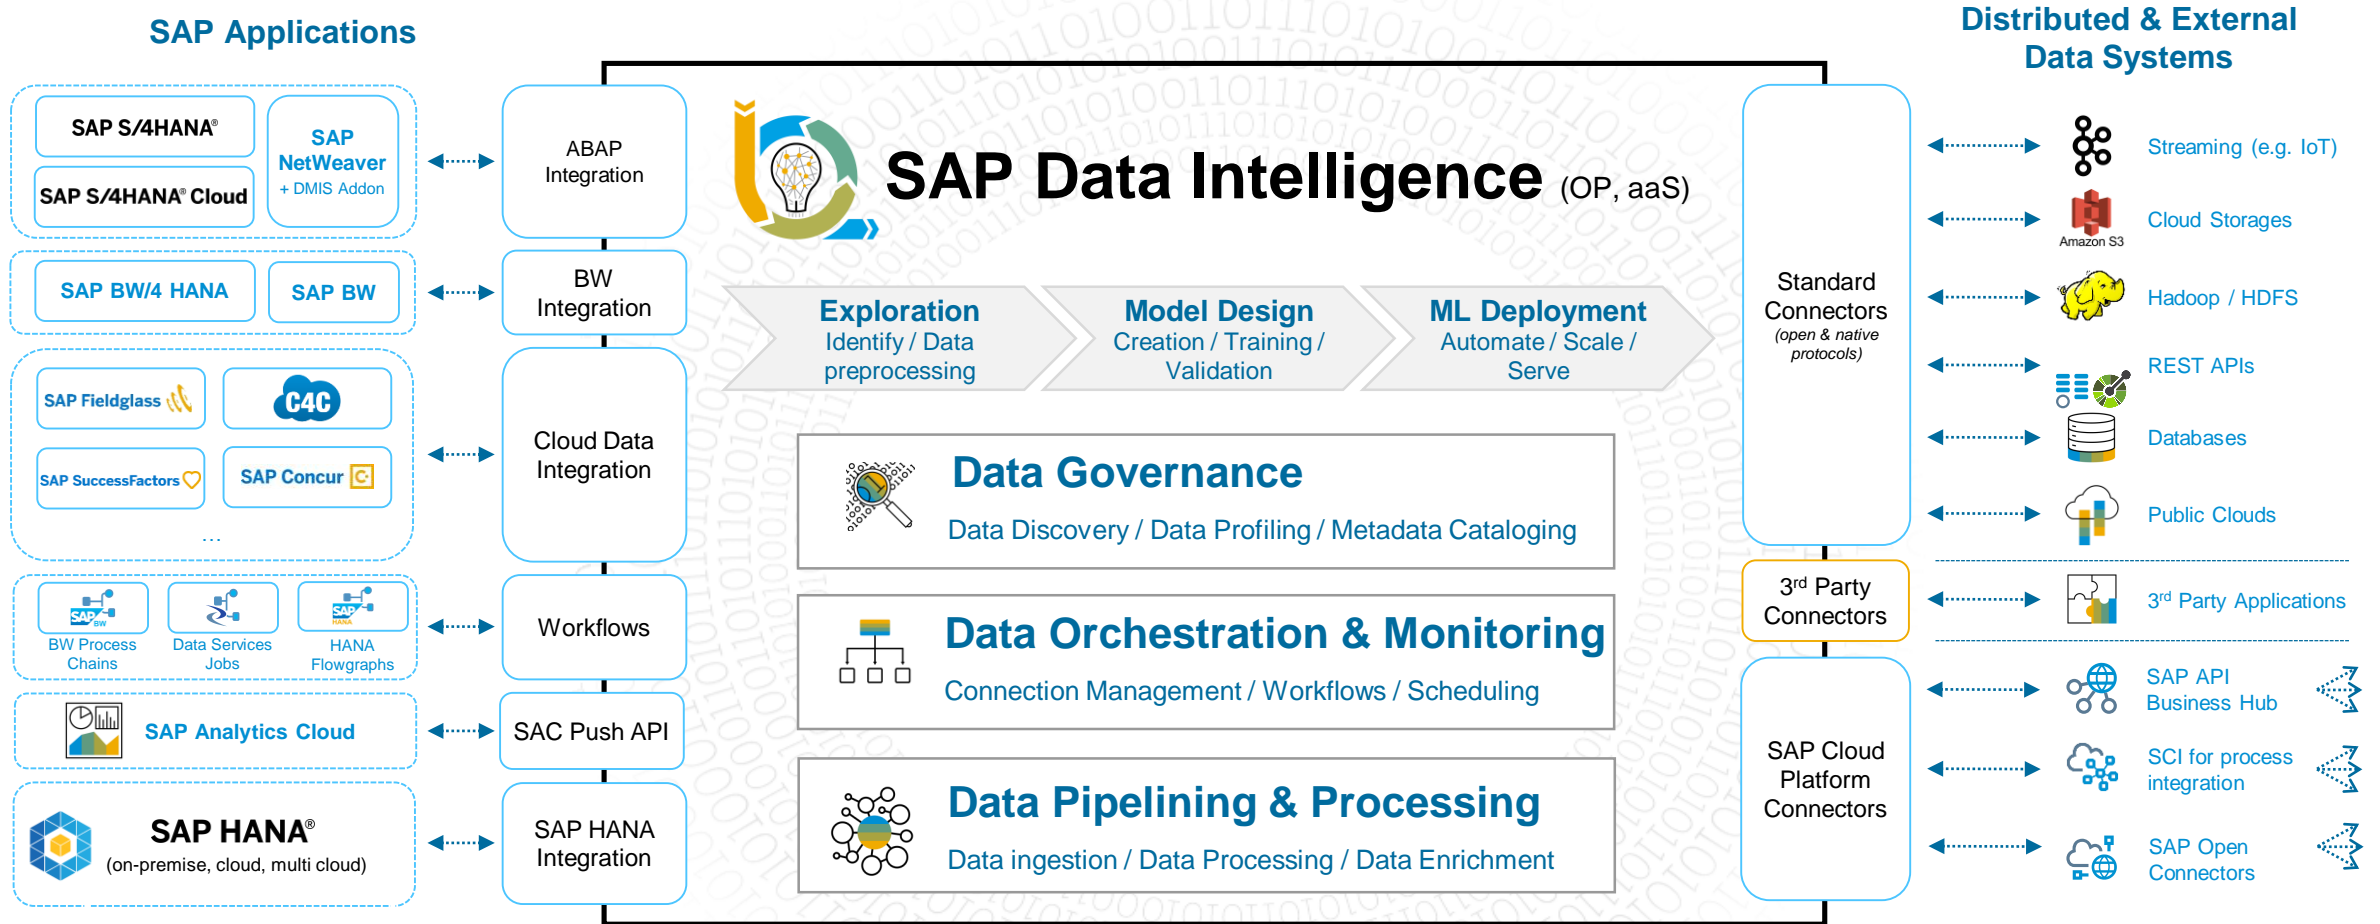 SAP Applications
SAP S/4HANA®
SAP S/4HANA® Cloud
SAP
NetWeaver
+ DMIS Addon
ABAP
Integration
SAP BW/4 HANA
SAP BW
BW
Integration
SAP Fieldglass
C4C
SAP SuccessFactors
SAP Concur C·
...
Cloud Data
Integration
SAP BW
SAP HANA
BW Process
Chains
Data Services
Jobs
HANA
Flowgraphs
Workflows
SAP Analytics Cloud
SAC Push API
SAP HANA®
(on-premise, cloud, multi cloud)
SAP HANA
Integration
SAP Data Intelligence (OP, aaS)
Exploration
Identify / Data
preprocessing
Model Design
Creation / Training /
Validation
ML Deployment
Automate / Scale /
Serve
Data Governance
Data Discovery / Data Profiling / Metadata Cataloging
Data Orchestration & Monitoring
Connection Management / Workflows / Scheduling
Data Pipelining & Processing
Data ingestion / Data Processing / Data Enrichment
Standard
Connectors
(open & native
protocols)
3rd Party
Connectors
SAP Cloud
Platform
Connectors
Distributed & External
Data Systems
Streaming (e.g. IoT)
Amazon S3
Cloud Storages
Hadoop / HDFS
REST APIs
Databases
Public Clouds
3rd Party Applications
SAP API
Business Hub
SCI for process
integration
SAP Open
Connectors